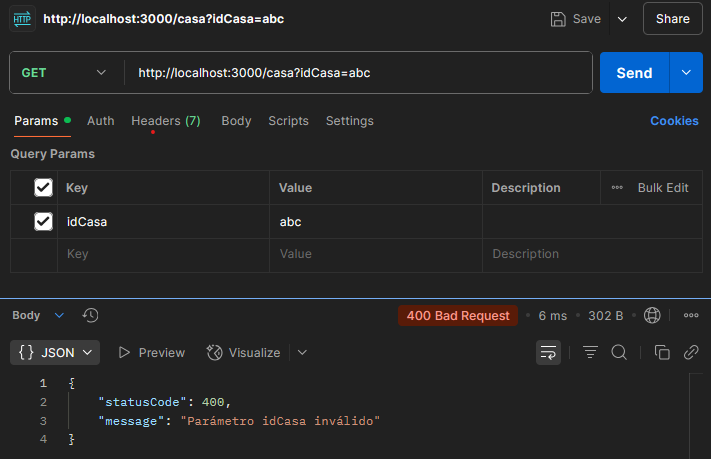 HTTP http://localhost:3000/casa?idCasa=abc Save Share
GET http://localhost:3000/casa?idCasa=abc Send
Params Auth Headers (7) Body Scripts Settings Cookies
Query Params
Key Value Description Bulk Edit
idCasa abc
Key Value Description
Body 400 Bad Request • 6 ms • 302 B
{} JSON Preview Visualize
1 {
2 "statusCode": 400,
3 "message": "Parámetro idCasa inválido"
4 }